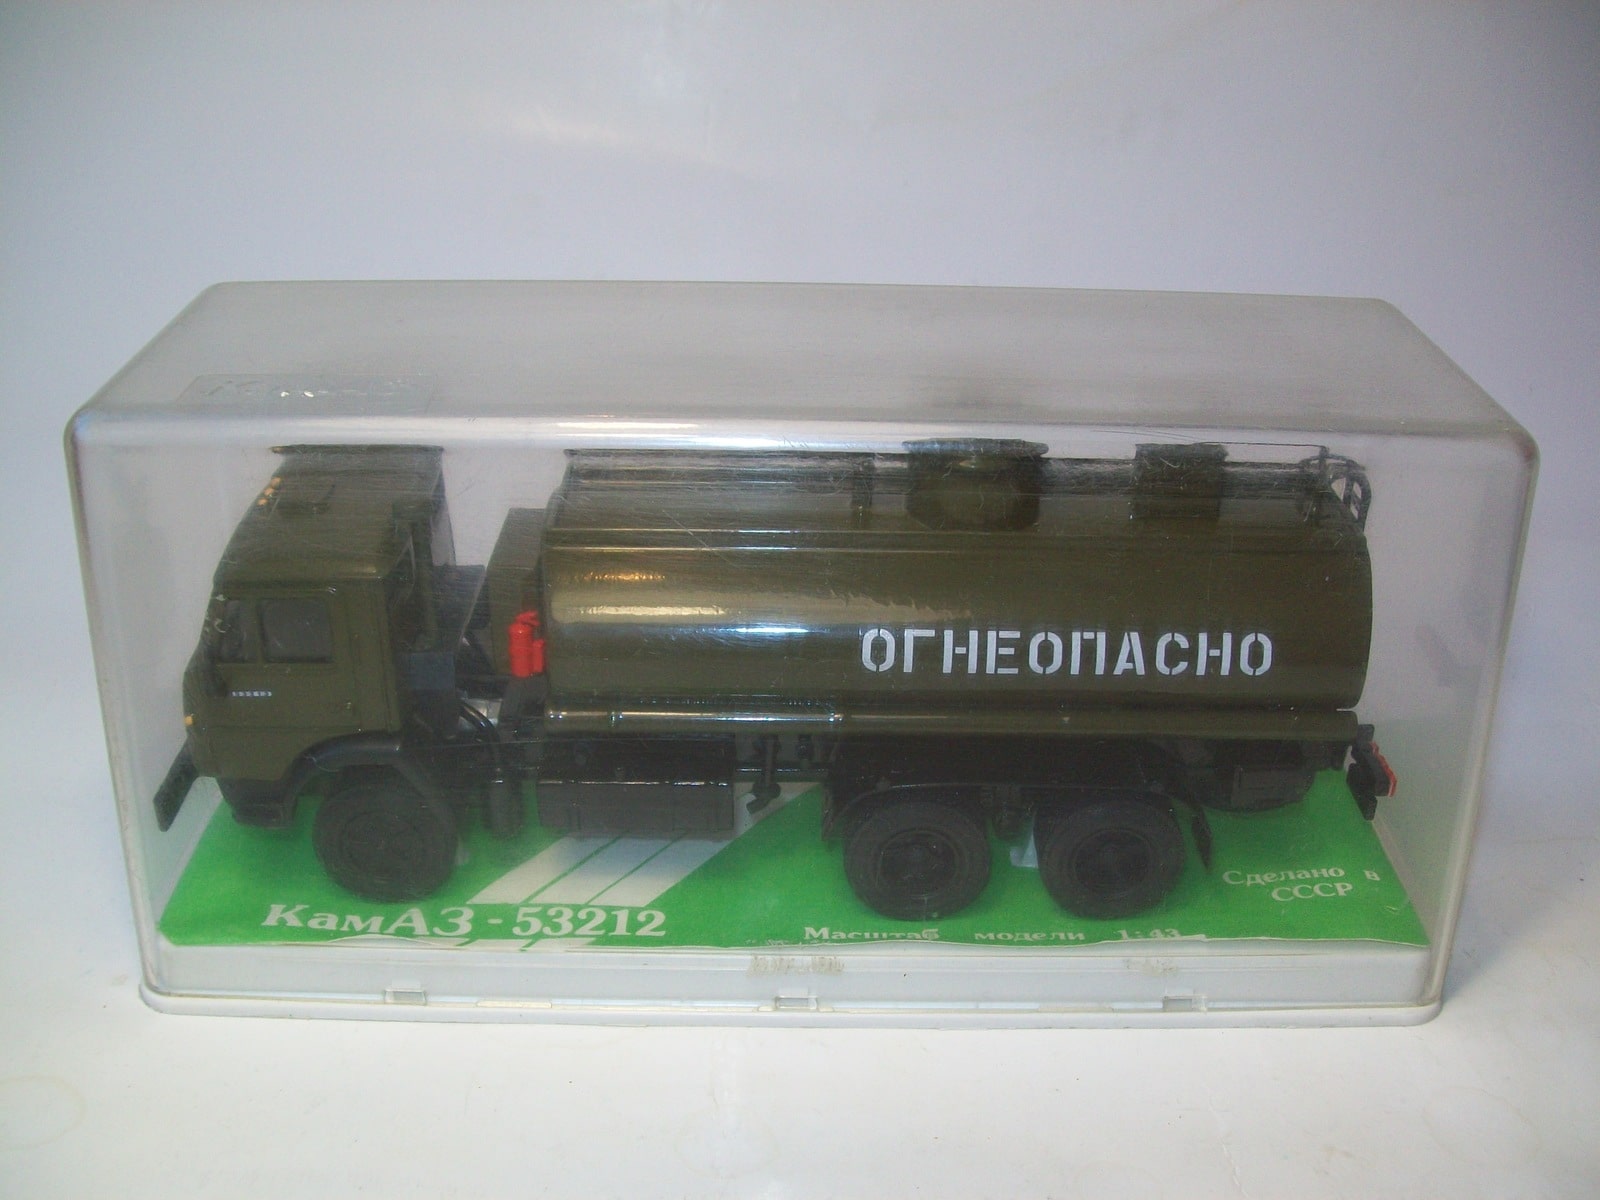 ОГНЕОПАСНО
КамАЗ-53212
Масштаб модели 1:43
Сделано в
СССР